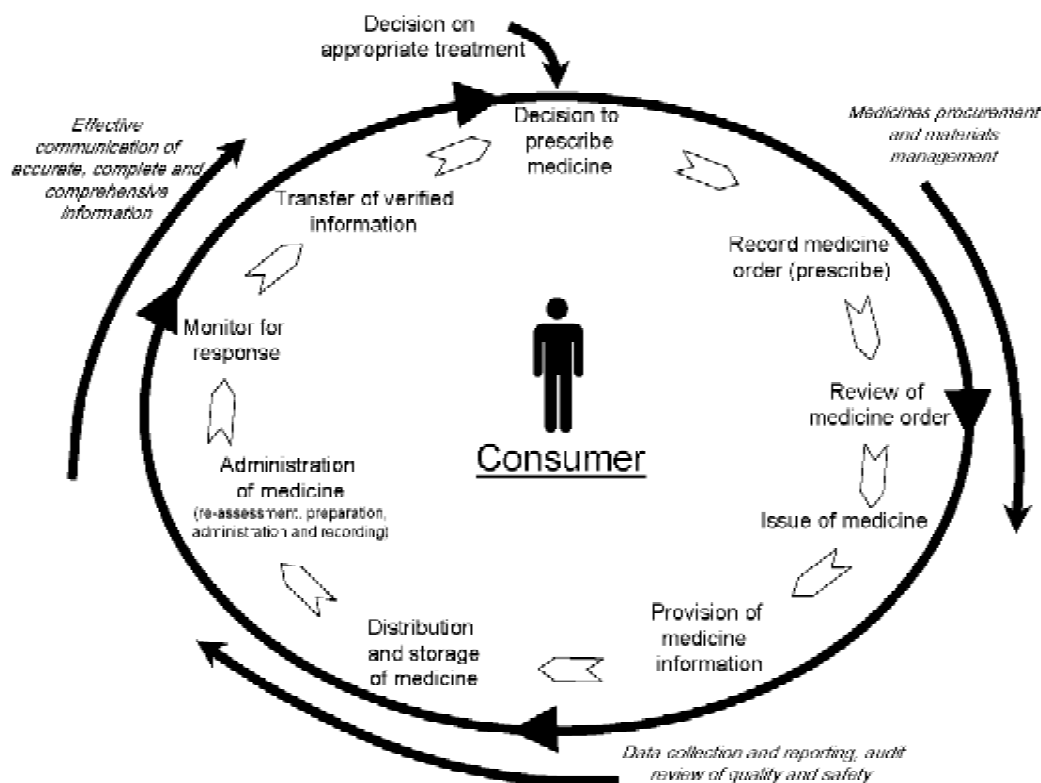 Decision on
appropriate treatment
Decision to
prescribe
medicine
Medicines procurement
and materials
management
Effective
communication of
accurate, complete and
comprehensive
information
Transfer of verified
information
Record medicine
order (prescribe)
Monitor for
response
Review of
medicine order
Consumer
Administration
of medicine
(re-assessment, preparation,
administration and recording)
Issue of medicine
Provision of
medicine
information
Distribution
and storage
of medicine
Data collection and reporting, audit
review of quality and safety